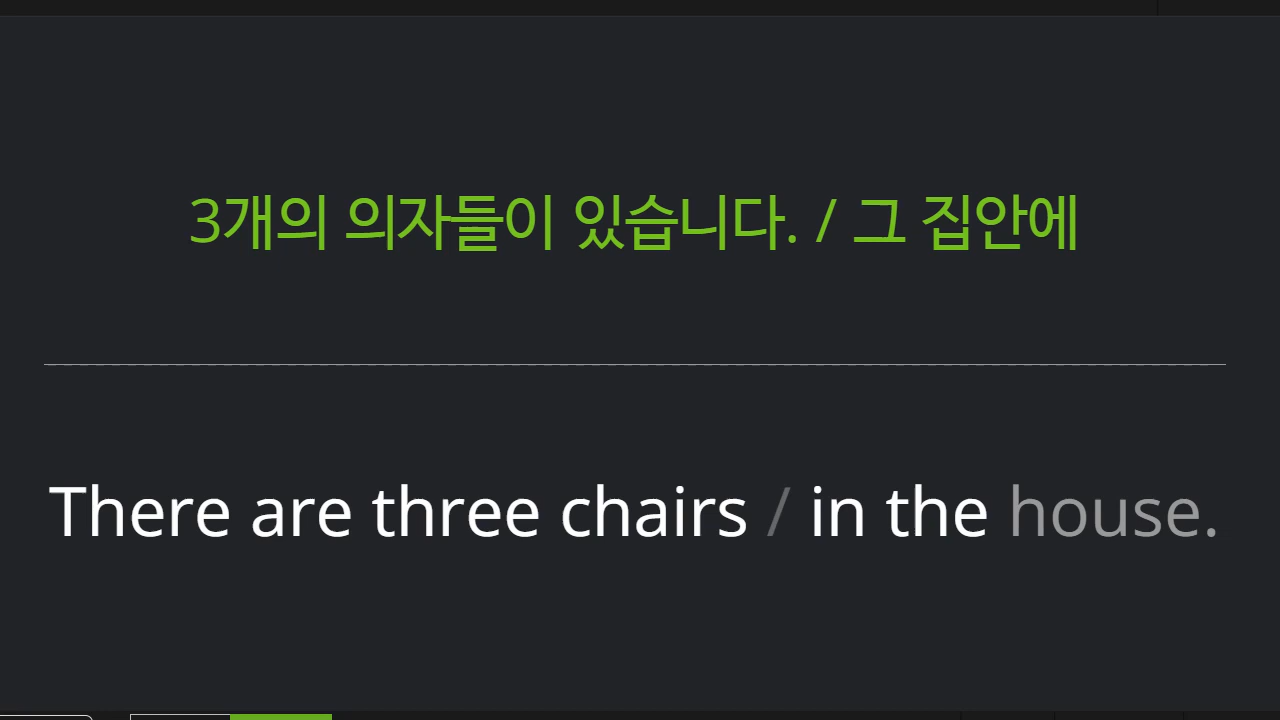 3개의 의자들이 있습니다. / 그 집안에
There are three chairs / in the house.